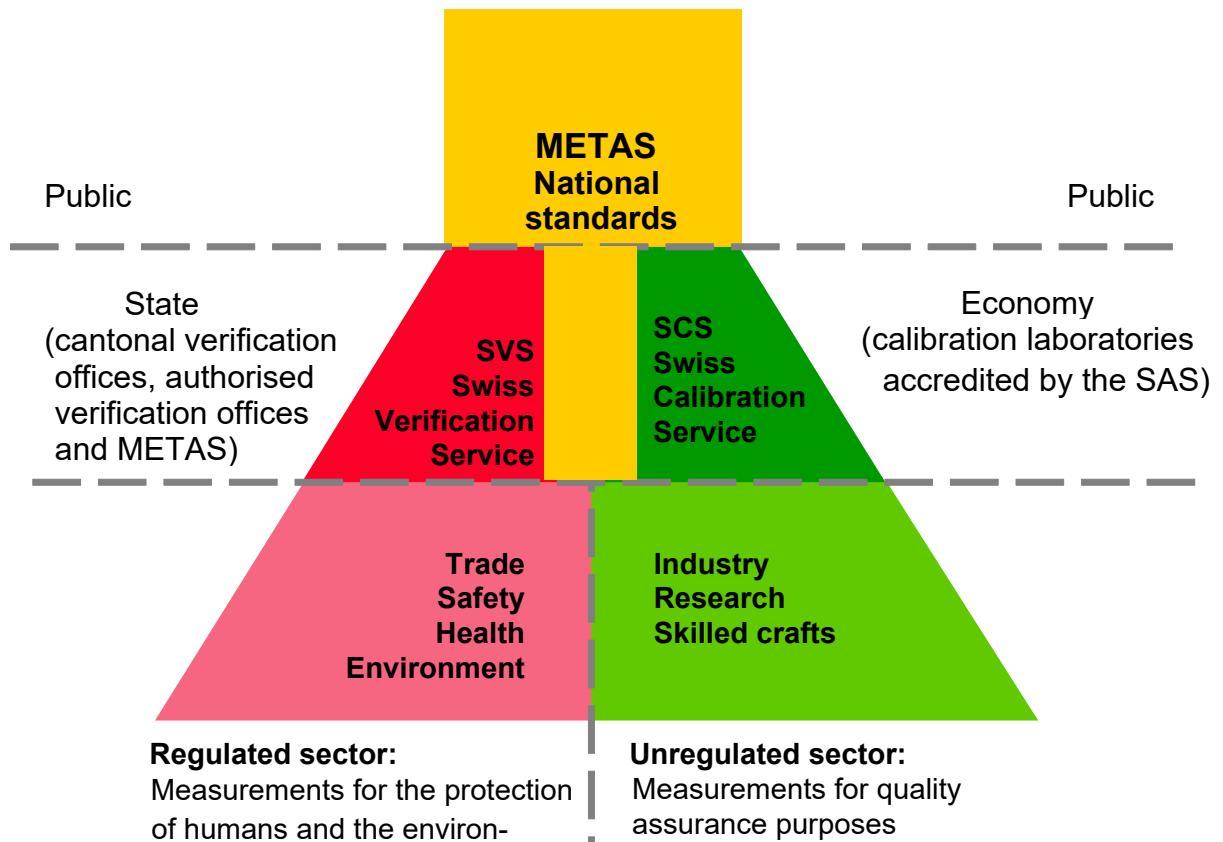 METAS
National
standards
Public
Public
State
(cantonal verification
offices, authorised
verification offices
and METAS)
SVS
Swiss
Verification
Service
SCS
Swiss
Calibration
Service
Economy
(calibration laboratories
accredited by the SAS)
Trade
Safety
Health
Environment
Industry
Research
Skilled crafts
Regulated sector:
Measurements for the protection
of humans and the environ-
Unregulated sector:
Measurements for quality
assurance purposes